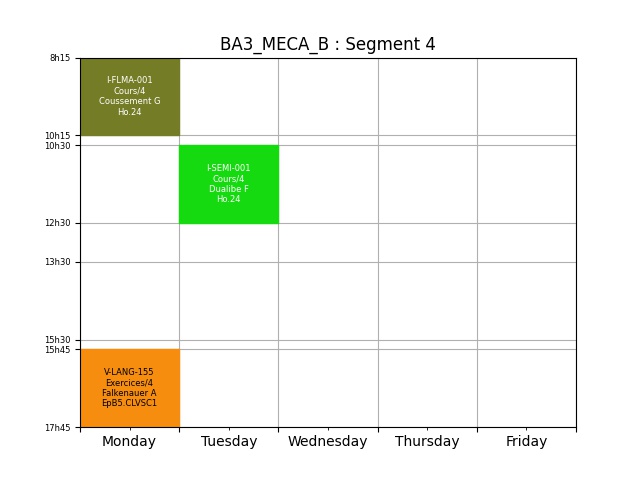 BA3_MECA_B : Segment 4
8h15
I-FLMA-001
Cours/4
Coussement G
Ho.24
10h15
10h30
I-SEMI-001
Cours/4
Dualibe F
Ho.24
12h30
13h30
15h30
15h45
V-LANG-155
Exercices/4
Falkenauer A
EpB5.CLVSC1
17h45
Monday Tuesday Wednesday Thursday Friday